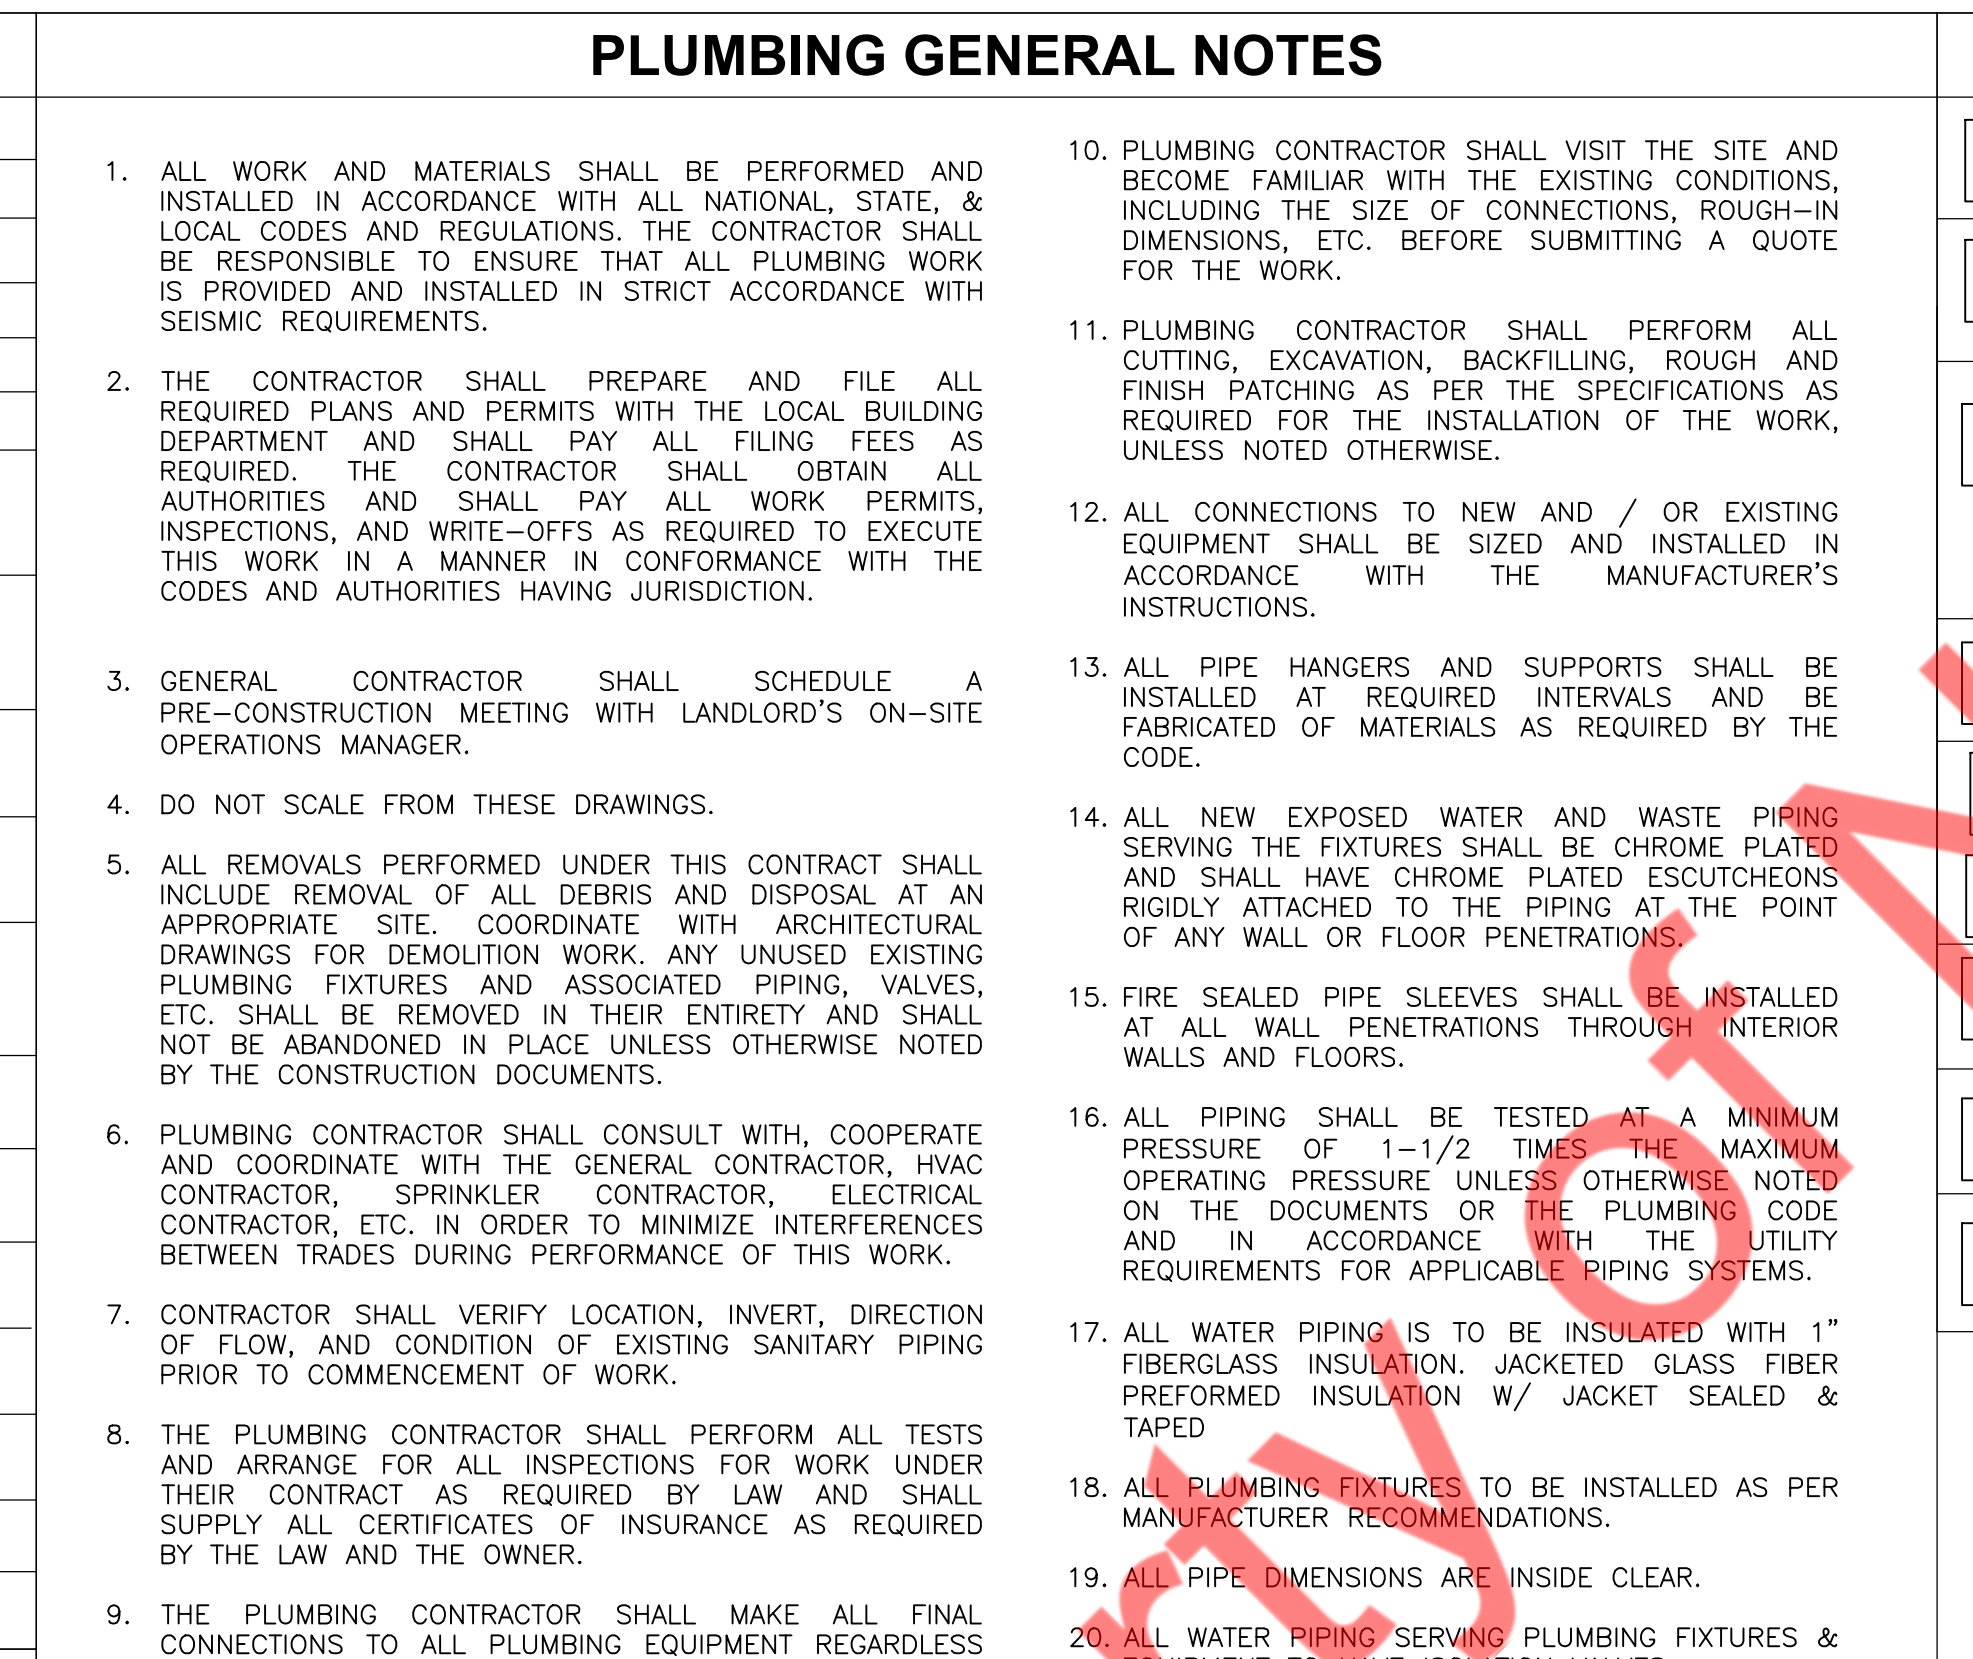 PLUMBING GENERAL NOTES
1. ALL WORK AND MATERIALS SHALL BE PERFORMED AND
INSTALLED IN ACCORDANCE WITH ALL NATIONAL, STATE, &
LOCAL CODES AND REGULATIONS. THE CONTRACTOR SHALL
BE RESPONSIBLE TO ENSURE THAT ALL PLUMBING WORK
IS PROVIDED AND INSTALLED IN STRICT ACCORDANCE WITH
SEISMIC REQUIREMENTS.
2. THE CONTRACTOR SHALL PREPARE AND FILE ALL
REQUIRED PLANS AND PERMITS WITH THE LOCAL BUILDING
DEPARTMENT AND SHALL PAY ALL FILING FEES AS
REQUIRED. THE CONTRACTOR SHALL OBTAIN ALL
AUTHORITIES AND SHALL PAY ALL WORK PERMITS,
INSPECTIONS, AND WRITE-OFFS AS REQUIRED TO EXECUTE
THIS WORK IN A MANNER IN CONFORMANCE WITH THE
CODES AND AUTHORITIES HAVING JURISDICTION.
3. GENERAL CONTRACTOR SHALL SCHEDULE A
PRE-CONSTRUCTION MEETING WITH LANDLORD'S ON-SITE
OPERATIONS MANAGER.
4. DO NOT SCALE FROM THESE DRAWINGS.
5. ALL REMOVALS PERFORMED UNDER THIS CONTRACT SHALL
INCLUDE REMOVAL OF ALL DEBRIS AND DISPOSAL AT AN
APPROPRIATE SITE. COORDINATE WITH ARCHITECTURAL
DRAWINGS FOR DEMOLITION WORK. ANY UNUSED EXISTING
PLUMBING FIXTURES AND ASSOCIATED PIPING, VALVES,
ETC. SHALL BE REMOVED IN THEIR ENTIRETY AND SHALL
NOT BE ABANDONED IN PLACE UNLESS OTHERWISE NOTED
BY THE CONSTRUCTION DOCUMENTS.
6. PLUMBING CONTRACTOR SHALL CONSULT WITH, COOPERATE
AND COORDINATE WITH THE GENERAL CONTRACTOR, HVAC
CONTRACTOR, SPRINKLER CONTRACTOR, ELECTRICAL
CONTRACTOR, ETC. IN ORDER TO MINIMIZE INTERFERENCES
BETWEEN TRADES DURING PERFORMANCE OF THIS WORK.
7. CONTRACTOR SHALL VERIFY LOCATION, INVERT, DIRECTION
OF FLOW, AND CONDITION OF EXISTING SANITARY PIPING
PRIOR TO COMMENCEMENT OF WORK.
8. THE PLUMBING CONTRACTOR SHALL PERFORM ALL TESTS
AND ARRANGE FOR ALL INSPECTIONS FOR WORK UNDER
THEIR CONTRACT AS REQUIRED BY LAW AND SHALL
SUPPLY ALL CERTIFICATES OF INSURANCE AS REQUIRED
BY THE LAW AND THE OWNER.
9. THE PLUMBING CONTRACTOR SHALL MAKE ALL FINAL
CONNECTIONS TO ALL PLUMBING EQUIPMENT REGARDLESS
10. PLUMBING CONTRACTOR SHALL VISIT THE SITE AND
BECOME FAMILIAR WITH THE EXISTING CONDITIONS,
INCLUDING THE SIZE OF CONNECTIONS, ROUGH-IN
DIMENSIONS, ETC. BEFORE SUBMITTING A QUOTE
FOR THE WORK.
11. PLUMBING CONTRACTOR SHALL PERFORM ALL
CUTTING, EXCAVATION, BACKFILLING, ROUGH AND
FINISH PATCHING AS PER THE SPECIFICATIONS AS
REQUIRED FOR THE INSTALLATION OF THE WORK,
UNLESS NOTED OTHERWISE.
12. ALL CONNECTIONS TO NEW AND / OR EXISTING
EQUIPMENT SHALL BE SIZED AND INSTALLED IN
ACCORDANCE WITH THE MANUFACTURER'S
INSTRUCTIONS.
13. ALL PIPE HANGERS AND SUPPORTS SHALL BE
INSTALLED AT REQUIRED INTERVALS AND BE
FABRICATED OF MATERIALS AS REQUIRED BY THE
CODE.
14. ALL NEW EXPOSED WATER AND WASTE PIPING
SERVING THE FIXTURES SHALL BE CHROME PLATED
AND SHALL HAVE CHROME PLATED ESCUTCHEONS
RIGIDLY ATTACHED TO THE PIPING AT THE POINT
OF ANY WALL OR FLOOR PENETRATIONS.
15. FIRE SEALED PIPE SLEEVES SHALL BE INSTALLED
AT ALL WALL PENETRATIONS THROUGH INTERIOR
WALLS AND FLOORS.
16. ALL PIPING SHALL BE TESTED AT A MINIMUM
PRESSURE OF 1-1/2 TIMES THE MAXIMUM
OPERATING PRESSURE UNLESS OTHERWISE NOTED
ON THE DOCUMENTS OR THE PLUMBING CODE
AND IN ACCORDANCE WITH THE UTILITY
REQUIREMENTS FOR APPLICABLE PIPING SYSTEMS.
17. ALL WATER PIPING IS TO BE INSULATED WITH 1"
FIBERGLASS INSULATION. JACKETED GLASS FIBER
PREFORMED INSULATION W/ JACKET SEALED &
TAPED
18. ALL PLUMBING FIXTURES TO BE INSTALLED AS PER
MANUFACTURER RECOMMENDATIONS.
19. ALL PIPE DIMENSIONS ARE INSIDE CLEAR.
20. ALL WATER PIPING SERVING PLUMBING FIXTURES &
of